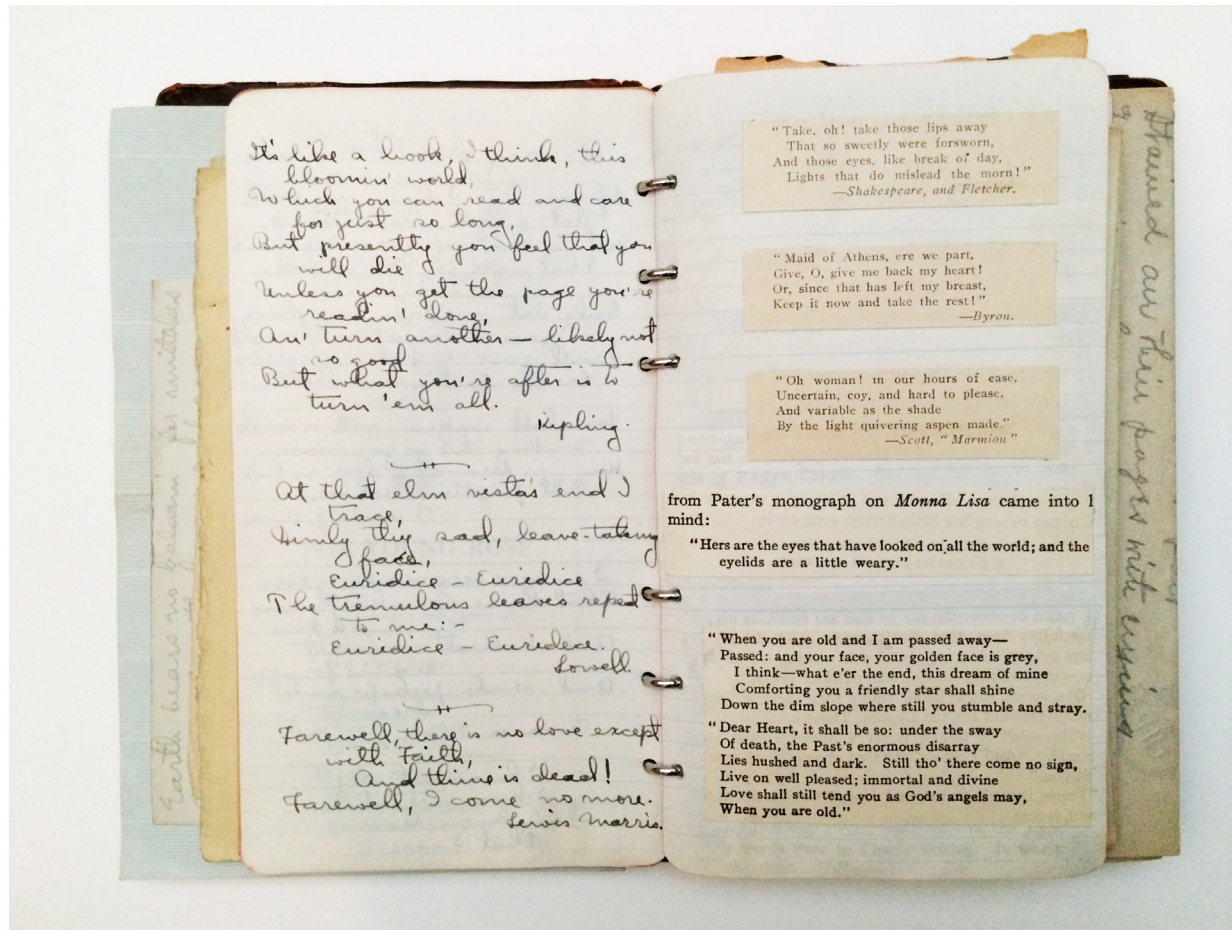 It's like a book, I think, this
bloomin' world,
Which you can read and care
for just so long,
But presently you feel that you
will die
Unless you get the page you're
readin' done,
An' turn another — likely not
so good
But what you're after is to
turn 'em all.
Kipling.
At that elm vista's end I
trace,
Dimly thy sad, leave-taking
face,
Euridice - Euridice
The tremulous leaves repeat
to me:-
Euridice - Euridece.
Lowell.
Farewell, there is no love except
with Faith,
And thine is dead!
Farewell, I come no more.
Lewis Morris.
"Take, oh! take those lips away
That so sweetly were forsworn,
And those eyes, like break of day,
Lights that do mislead the morn!"
—Shakespeare, and Fletcher.
"Maid of Athens, ere we part,
Give, O, give me back my heart!
Or, since that has left my breast,
Keep it now and take the rest!"
—Byron.
"Oh woman! in our hours of ease,
Uncertain, coy, and hard to please,
And variable as the shade
By the light quivering aspen made."
—Scott, "Marmion"
from Pater's monograph on Monna Lisa came into
mind:
"Hers are the eyes that have looked on all the world; and the
eyelids are a little weary."
"When you are old and I am passed away—
Passed: and your face, your golden face is grey,
I think—what e'er the end, this dream of mine
Comforting you a friendly star shall shine
Down the dim slope where still you stumble and stray.
"Dear Heart, it shall be so: under the sway
Of death, the Past's enormous disarray
Lies hushed and dark. Still tho' there come no sign,
Live on well pleased; immortal and divine
Love shall still tend you as God's angels may,
When you are old."
Earth bears no balsam for mistakes
Stained are their pages with crysing